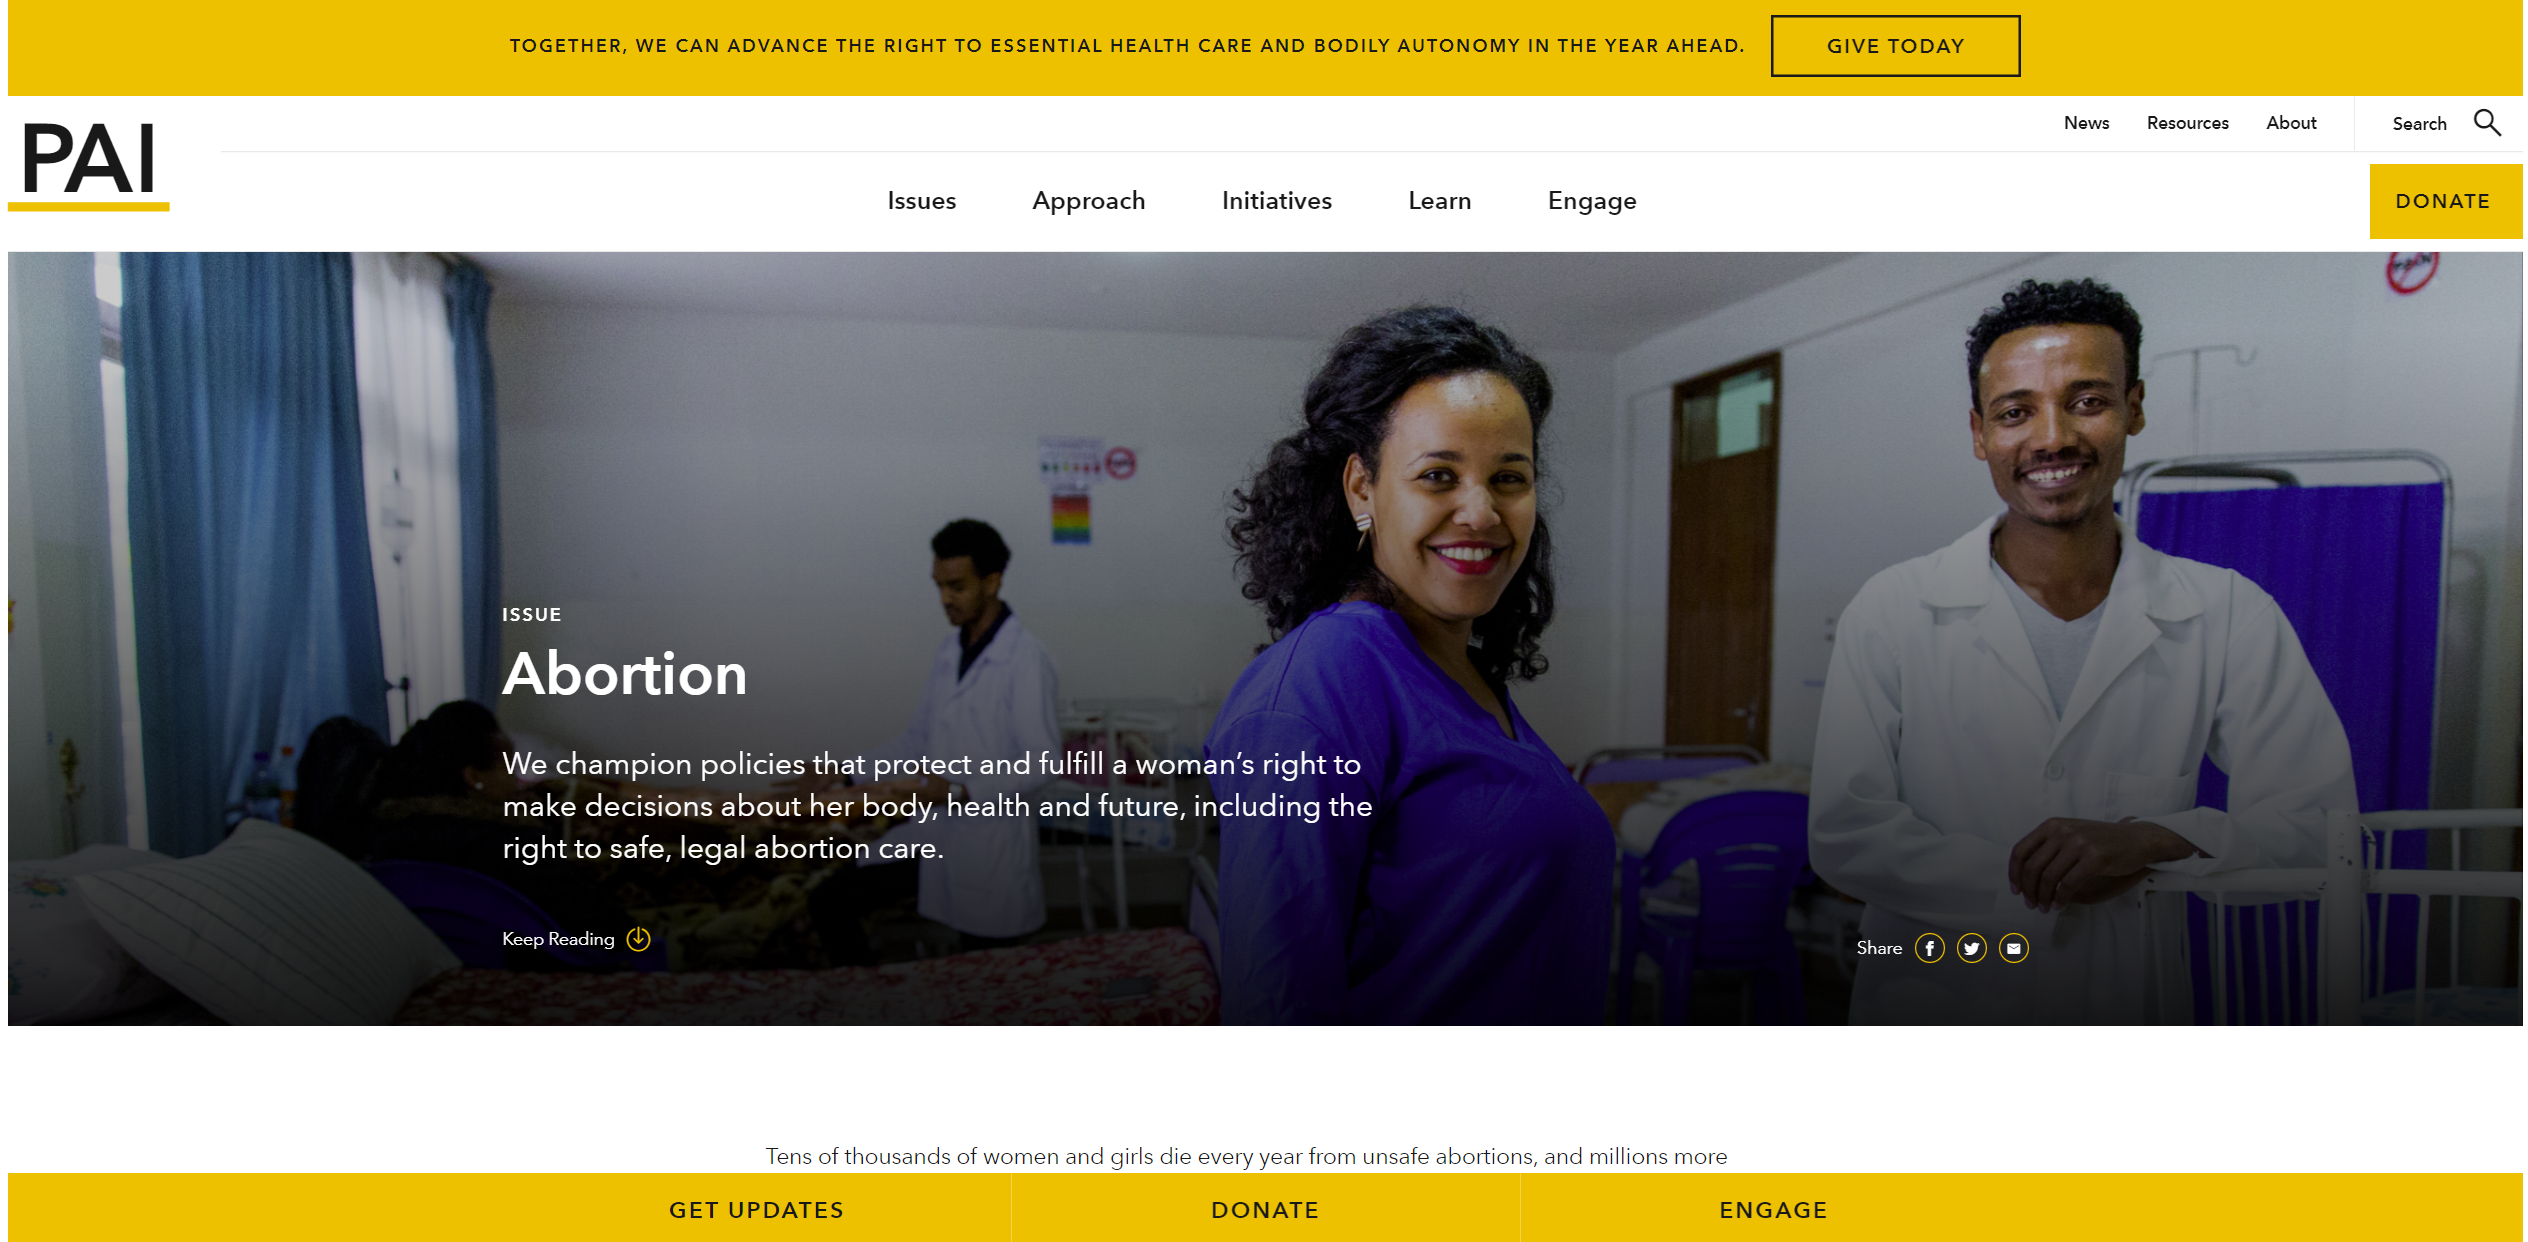 TOGETHER, WE CAN ADVANCE THE RIGHT TO ESSENTIAL HEALTH CARE AND BODILY AUTONOMY IN THE YEAR AHEAD.
GIVE TODAY
PAI
News
Resources
About
Search
Issues
Approach
Initiatives
Learn
Engage
DONATE
ISSUE
Abortion
We champion policies that protect and fulfill a woman’s right to
make decisions about her body, health and future, including the
right to safe, legal abortion care.
Keep Reading
Share
Tens of thousands of women and girls die every year from unsafe abortions, and millions more
GET UPDATES
DONATE
ENGAGE